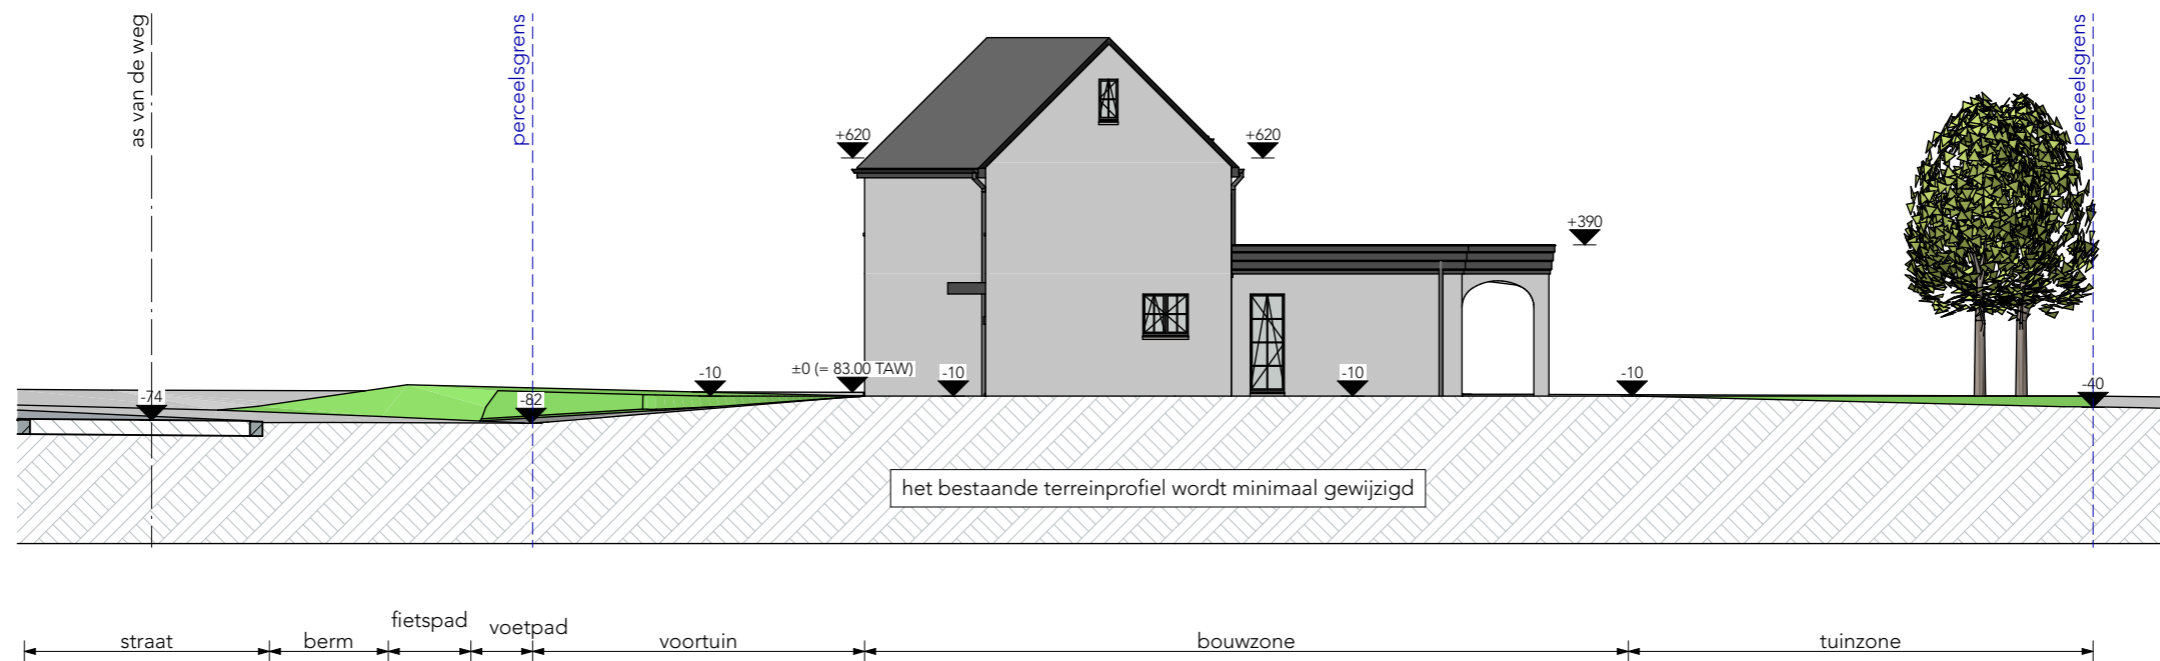 as van de weg
perceelsgrens
perceelsgrens
+620
+620
+390
±0 (= 83.00 TAW)
-10
-10
-10
-10
-74
-82
-40
het bestaande terreinprofiel wordt minimaal gewijzigd
straat
berm
fietspad
voetpad
voortuin
bouwzone
tuinzone